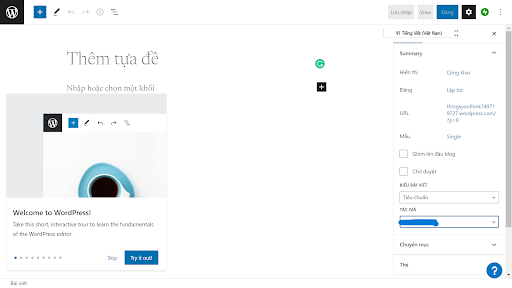 Lưu nháp View Đăng
Vi Tiếng Việt (Việt Nam)
Thêm tựa đề
Nhập hoặc chọn một khối
Summary
Hiển thị Công khai
Đăng Lập tức
URL thingsyouthink74971
9727.wordpress.com/
?p=9
Mẫu Single
Ghim lên đầu blog
Chờ duyệt
KIỂU BÀI VIẾT
Tiêu chuẩn
TÁC GIẢ
Chuyên mục
Thẻ
Welcome to WordPress!
Take this short, interactive tour to learn the fundamentals
of the WordPress editor.
Skip Try it out!
Bài viết